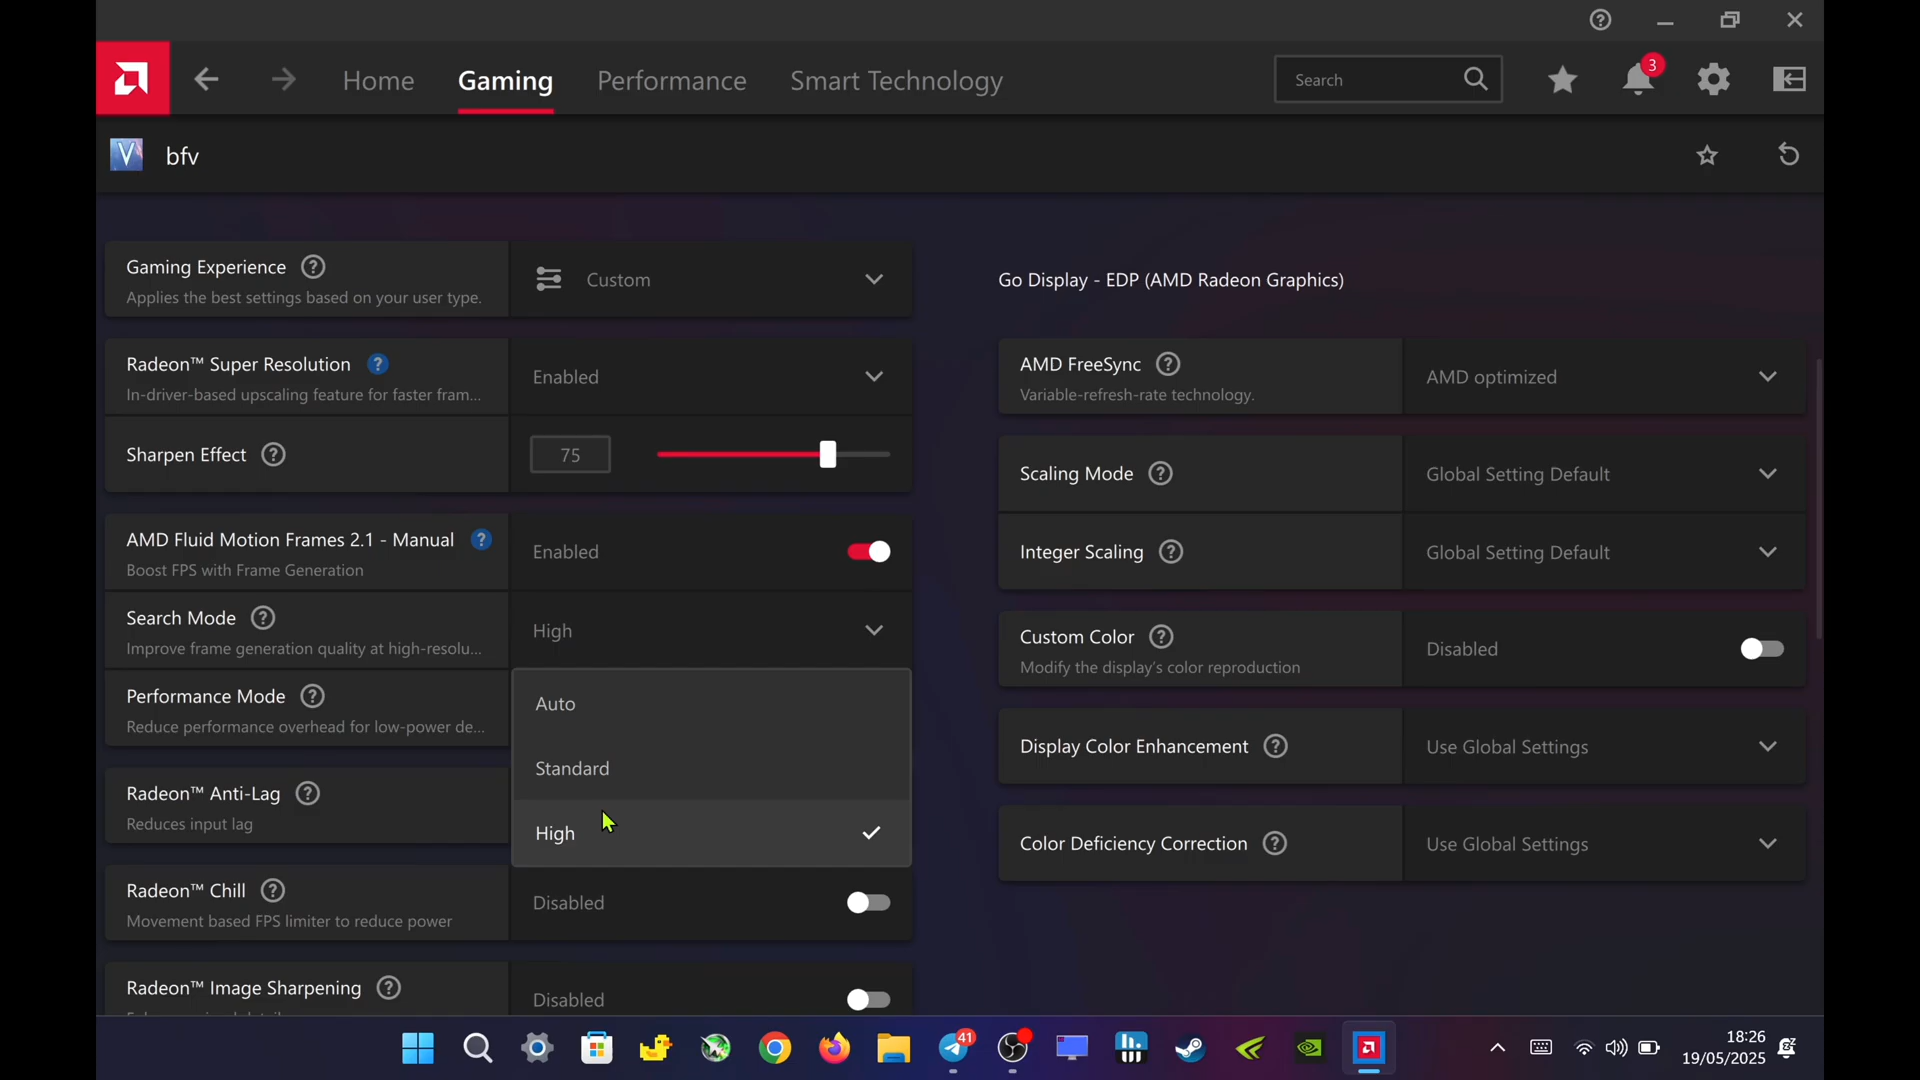 Home
Gaming
Performance
Smart Technology
Search
3
V
bfv
Gaming Experience
Applies the best settings based on your user type.
Custom
Radeon™ Super Resolution
In-driver-based upscaling feature for faster fram...
Enabled
Sharpen Effect
75
AMD Fluid Motion Frames 2.1 - Manual
Boost FPS with Frame Generation
Enabled
Search Mode
Improve frame generation quality at high-resolu...
High
Performance Mode
Reduce performance overhead for low-power de...
Auto
Standard
High
Radeon™ Anti-Lag
Reduces input lag
Radeon™ Chill
Movement based FPS limiter to reduce power
Disabled
Radeon™ Image Sharpening
Disabled
Go Display - EDP (AMD Radeon Graphics)
AMD FreeSync
Variable-refresh-rate technology.
AMD optimized
Scaling Mode
Global Setting Default
Integer Scaling
Global Setting Default
Custom Color
Modify the display's color reproduction
Disabled
Display Color Enhancement
Use Global Settings
Color Deficiency Correction
Use Global Settings
41
18:26
19/05/2025